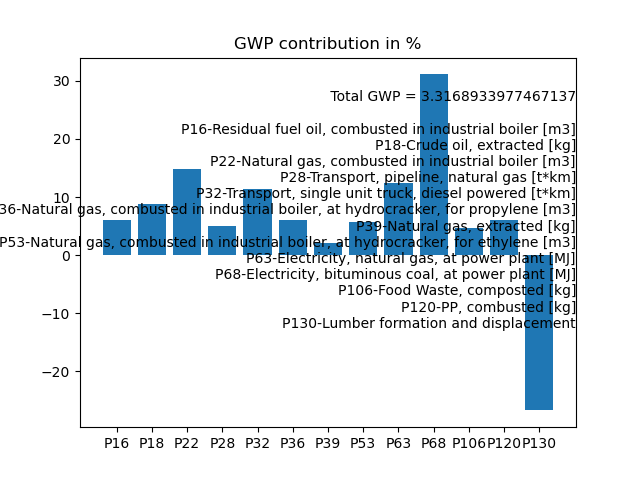 GWP contribution in %
30
20
10
0
−10
−20
Total GWP = 3.3168933977467137
P16-Residual fuel oil, combusted in industrial boiler [m3]
P18-Crude oil, extracted [kg]
P22-Natural gas, combusted in industrial boiler [m3]
P28-Transport, pipeline, natural gas [t*km]
P32-Transport, single unit truck, diesel powered [t*km]
36-Natural gas, combusted in industrial boiler, at hydrocracker, for propylene [m3]
P39-Natural gas, extracted [kg]
P53-Natural gas, combusted in industrial boiler, at hydrocracker, for ethylene [m3]
P63-Electricity, natural gas, at power plant [MJ]
P68-Electricity, bituminous coal, at power plant [MJ]
P106-Food Waste, composted [kg]
P120-PP, combusted [kg]
P130-Lumber formation and displacement
P16 P18 P22 P28 P32 P36 P39 P53 P63 P68 P106 P120 P130